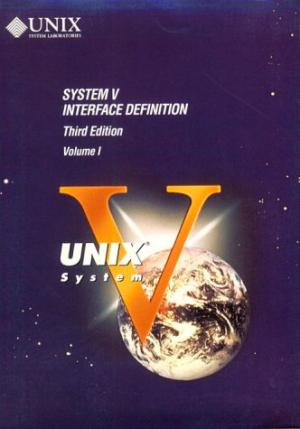 UNIX
SYSTEM LABORATORIES
SYSTEM V
INTERFACE DEFINITION
Third Edition
Volume I
V
UNIX®
System